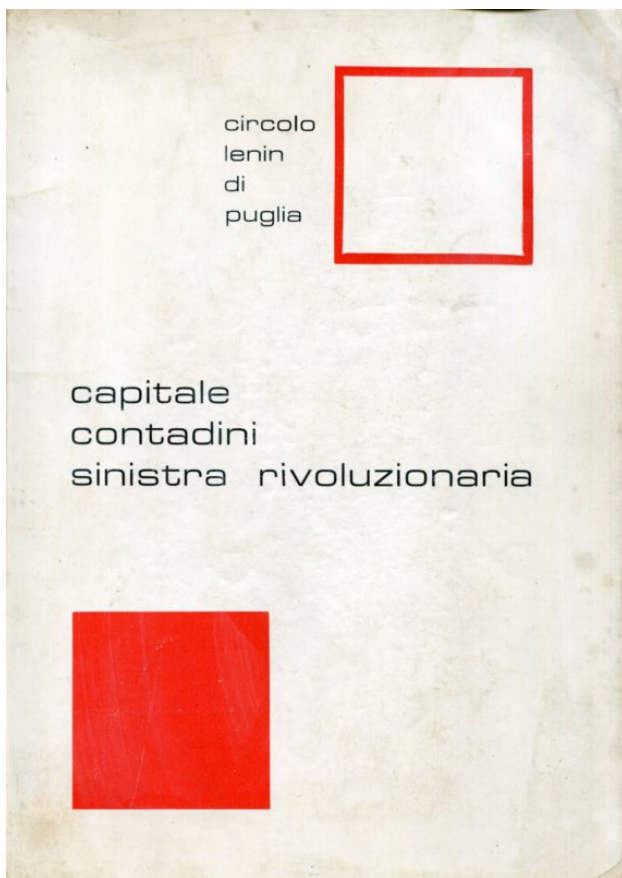 circolo
lenin
di
puglia
capitale
contadini
sinistra rivoluzionaria